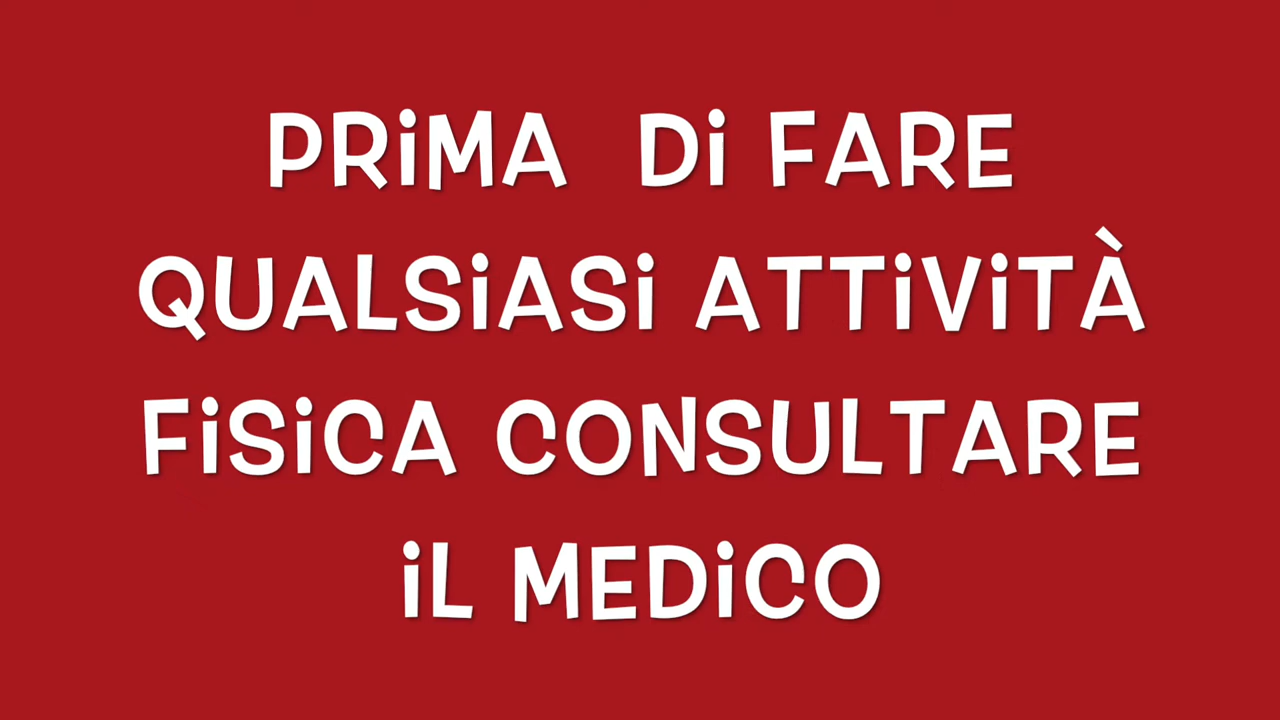 PRiMA Di FARE
QUALSiASi ATTiViTÀ
FiSiCA CONSULTARE
iL MEDiCO